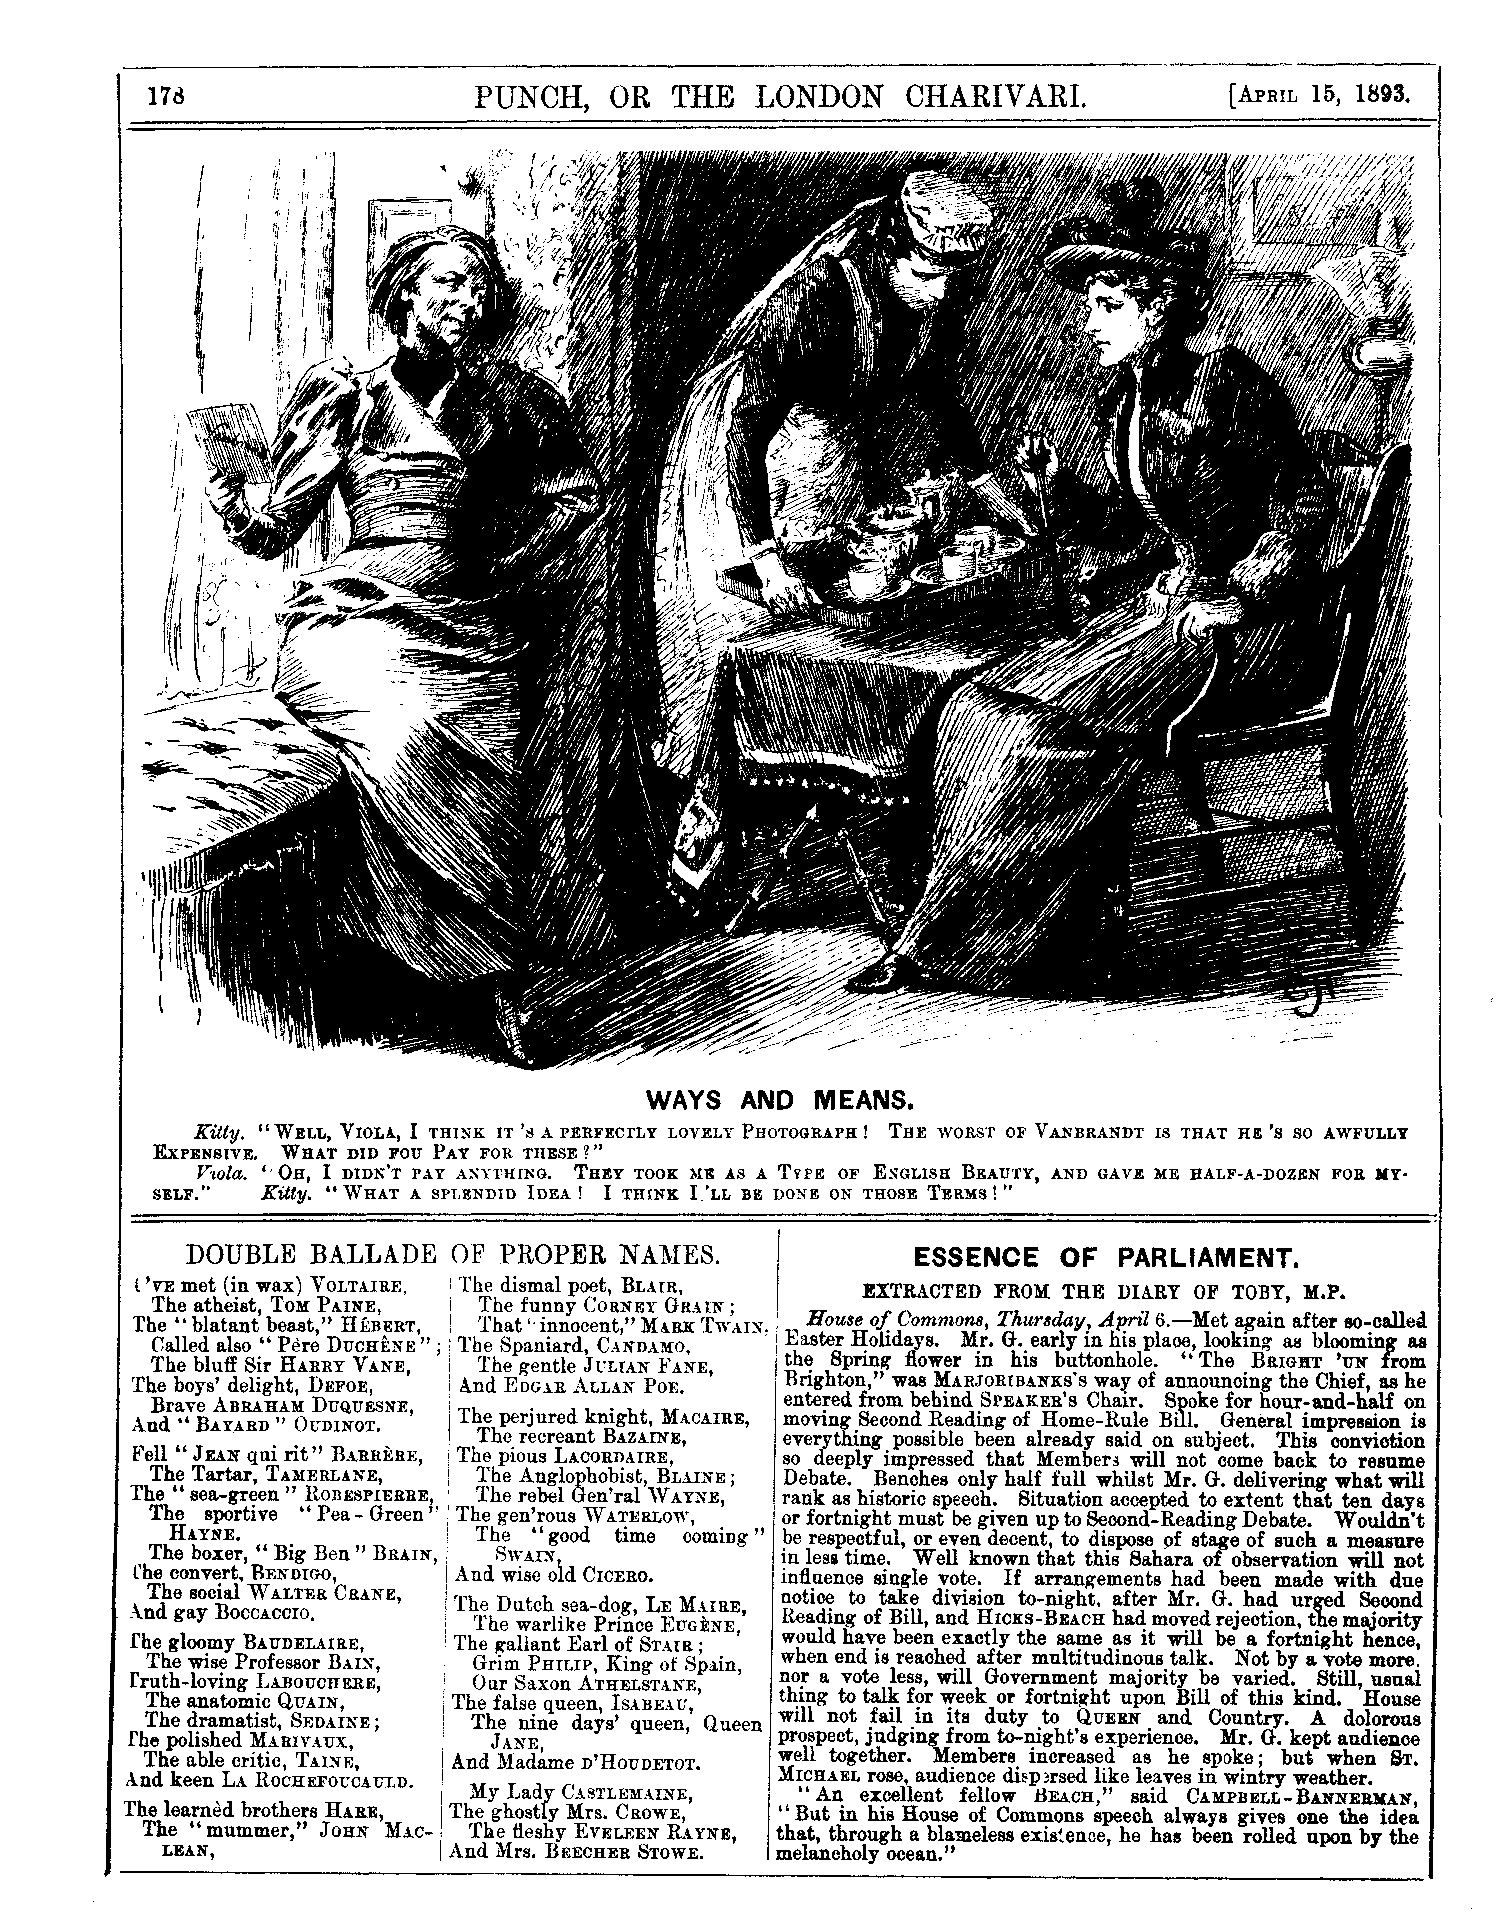 178
PUNCH, OR THE LONDON CHARIVARI.
[APRIL 15, 1893.
WAYS AND MEANS.
Kitty. "WELL, VIOLA, I THINK IT 'S A PERFECTLY LOVELY PHOTOGRAPH! THE WORST OF VANBRANDT IS THAT HE 'S SO AWFULLY
EXPENSIVE. WHAT DID YOU PAY FOR THESE?"
Viola. "OH, I DIDN'T PAY ANYTHING. THEY TOOK ME AS A TYPE OF ENGLISH BEAUTY, AND GAVE ME HALF-A-DOZEN FOR MY-
SELF." Kitty. "WHAT A SPLENDID IDEA! I THINK I 'LL BE DONE ON THOSE TERMS!"
DOUBLE BALLADE OF PROPER NAMES.
I 'VE met (in wax) VOLTAIRE,
The atheist, TOM PAINE,
The "blatant beast," HÉBERT,
Called also "Père DUCHÊNE";
The bluff Sir HARRY VANE,
The boys' delight, DEFOE,
Brave ABRAHAM DUQUESNE,
And "BAYARD" OUDINOT.
Fell "JEAN qui rit" BARRÈRE,
The Tartar, TAMERLANE,
The "sea-green" ROBESPIERRE,
The sportive "Pea-Green"
HAYNE.
The boxer, "Big Ben" BRAIN,
The convert, BENDIGO,
The social WALTER CRANE,
And gay BOCCACCIO.
The gloomy BAUDELAIRE,
The wise Professor BAIN,
Truth-loving LABOUCHERE,
The anatomic QUAIN,
The dramatist, SEDAINE;
The polished MARIVAUX,
The able critic, TAINE,
And keen LA ROCHEFOUCAULD.
The learnèd brothers HARE,
The "mummer," JOHN MAC-
LEAN,
The dismal poet, BLAIR,
The funny CORNEY GRAIN;
That "innocent," MARK TWAIN.
The Spaniard, CANDAMO,
The gentle JULIAN FANE,
And EDGAR ALLAN POE.
The perjured knight, MACAIRE,
The recreant BAZAINE,
The pious LACORDAIRE,
The Anglophobist, BLAINE;
The rebel Gen'ral WAYNE,
The gen'rous WATERLOW,
The "good time coming"
SWAIN,
And wise old CICERO.
The Dutch sea-dog, LE MAIRE,
The warlike Prince EUGÈNE,
The gallant Earl of STAIR;
Grim PHILIP, King of Spain,
Our Saxon ATHELSTANE,
The false queen, ISABEAU,
The nine days' queen, Queen
JANE,
And Madame D'HOUDETOT.
My Lady CASTLEMAINE,
The ghostly Mrs. CROWE,
The fleshy EVELEEN RAYNE,
And Mrs. BEECHER STOWE.
ESSENCE OF PARLIAMENT.
EXTRACTED FROM THE DIARY OF TOBY, M.P.
House of Commons, Thursday, April 6.—Met again after so-called
Easter Holidays. Mr. G. early in his place, looking as blooming as
the Spring flower in his buttonhole. "The BRIGHT 'UN from
Brighton," was MARJORIBANKS'S way of announcing the Chief, as he
entered from behind SPEAKER'S Chair. Spoke for hour-and-half on
moving Second Reading of Home-Rule Bill. General impression is
everything possible been already said on subject. This conviction
so deeply impressed that Members will not come back to resume
Debate. Benches only half full whilst Mr. G. delivering what will
rank as historic speech. Situation accepted to extent that ten days
or fortnight must be given up to Second-Reading Debate. Wouldn't
be respectful, or even decent, to dispose of stage of such a measure
in less time. Well known that this Sahara of observation will not
influence single vote. If arrangements had been made with due
notice to take division to-night, after Mr. G. had urged Second
Reading of Bill, and HICKS-BEACH had moved rejection, the majority
would have been exactly the same as it will be a fortnight hence,
when end is reached after multitudinous talk. Not by a vote more,
nor a vote less, will Government majority be varied. Still, usual
thing to talk for week or fortnight upon Bill of this kind. House
will not fail in its duty to QUEEN and Country. A dolorous
prospect, judging from to-night's experience. Mr. G. kept audience
well together. Members increased as he spoke; but when ST.
MICHAEL rose, audience dispersed like leaves in wintry weather.
"An excellent fellow BEACH," said CAMPBELL-BANNERMAN,
"But in his House of Commons speech always gives one the idea
that, through a blameless existence, he has been rolled upon by the
melancholy ocean."